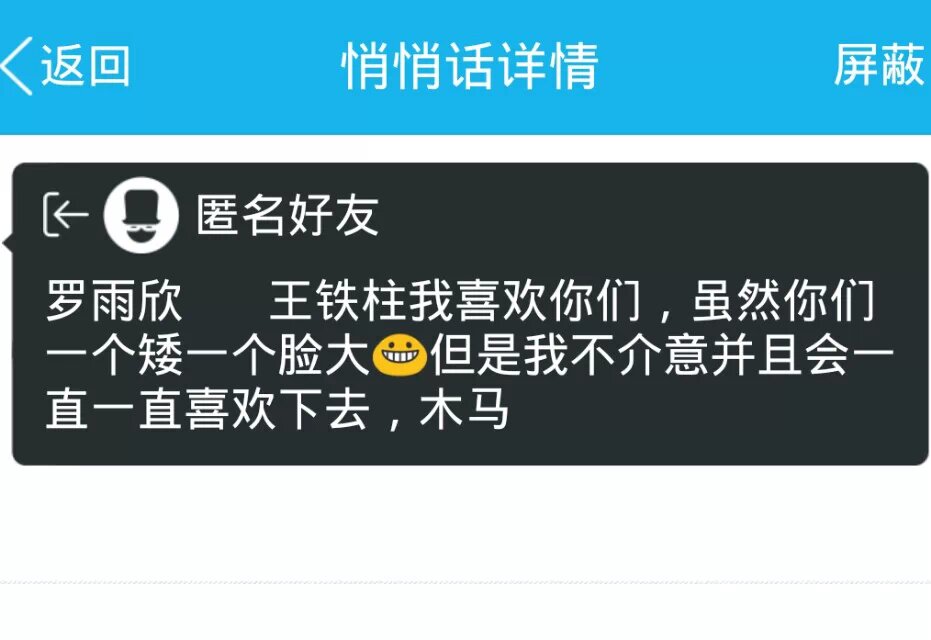 返回 悄悄话详情 屏蔽
匿名好友
罗雨欣 王铁柱我喜欢你们，虽然你们
一个矮一个脸大😀但是我不介意并且会一
直一直喜欢下去，木马